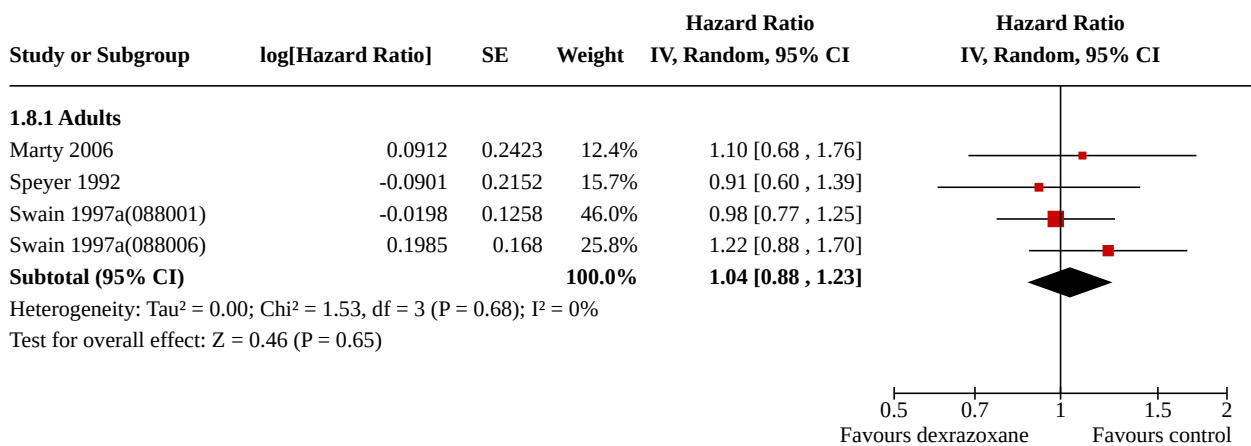 Hazard Ratio Hazard Ratio
Study or Subgroup log[Hazard Ratio] SE Weight IV, Random, 95% CI IV, Random, 95% CI
1.8.1 Adults
Marty 2006 0.0912 0.2423 12.4% 1.10 [0.68 , 1.76]
Speyer 1992 -0.0901 0.2152 15.7% 0.91 [0.60 , 1.39]
Swain 1997a(088001) -0.0198 0.1258 46.0% 0.98 [0.77 , 1.25]
Swain 1997a(088006) 0.1985 0.168 25.8% 1.22 [0.88 , 1.70]
Subtotal (95% CI) 100.0% 1.04 [0.88 , 1.23]
Heterogeneity: Tau² = 0.00; Chi² = 1.53, df = 3 (P = 0.68); I² = 0%
Test for overall effect: Z = 0.46 (P = 0.65)
0.5 0.7 1 1.5 2
Favours dexrazoxane Favours control